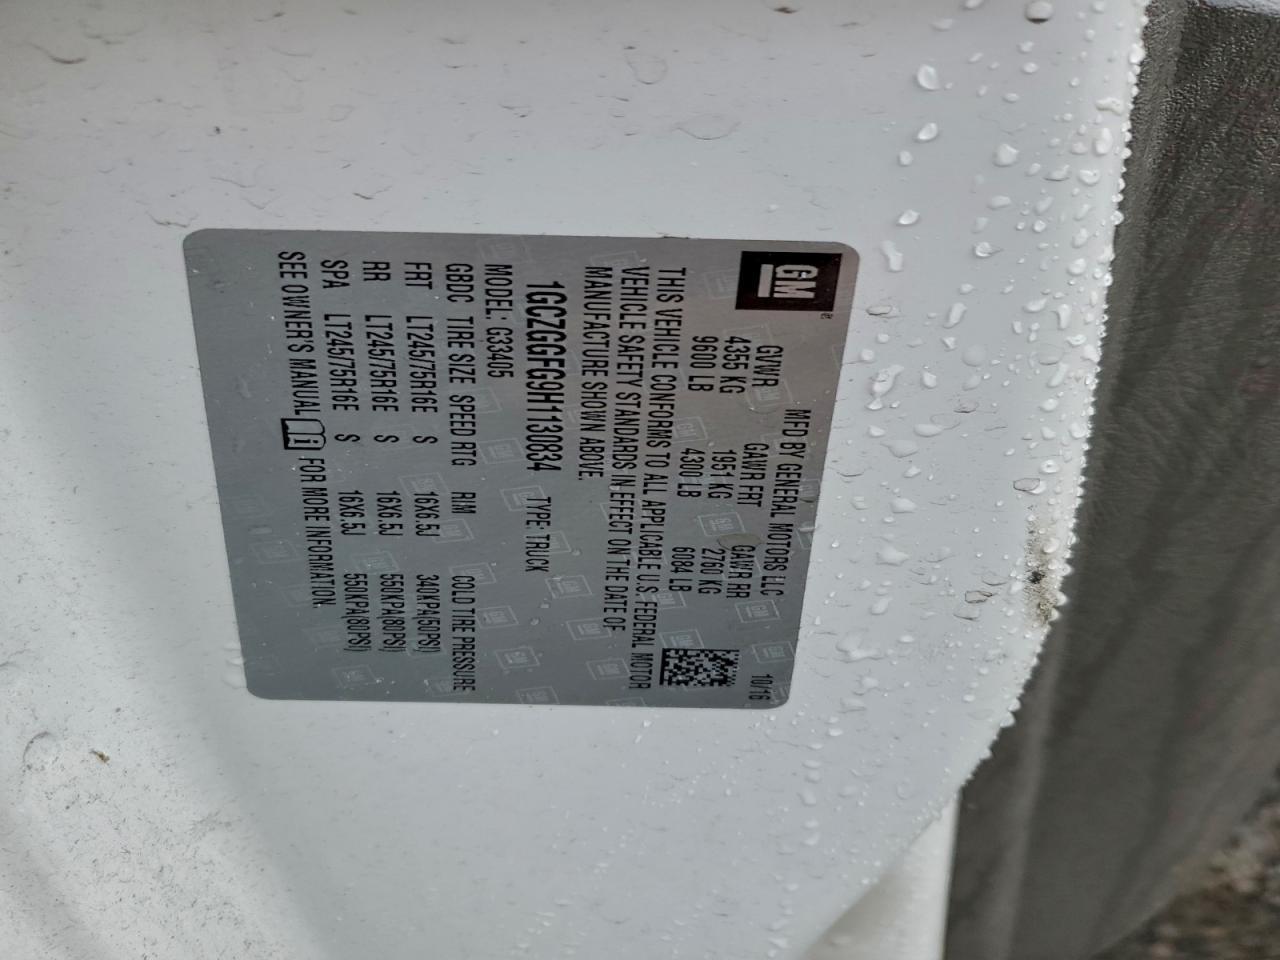 GM
MFD BY GENERAL MOTORS LLC 10/16
GVWR GAWR FRT GAWR RR
4355 KG 1951 KG 2760 KG
9600 LB 4300 LB 6084 LB
THIS VEHICLE CONFORMS TO ALL APPLICABLE U.S. FEDERAL MOTOR
VEHICLE SAFETY STANDARDS IN EFFECT ON THE DATE OF
MANUFACTURE SHOWN ABOVE.
1GCZGGFG9H1130834 TYPE: TRUCK
MODEL: G33405
GBDC TIRE SIZE SPEED RTG RIM COLD TIRE PRESSURE
FRT LT245/75R16E S 16X6.5J 340KPA(50PSI)
RR LT245/75R16E S 16X6.5J 550KPA(80PSI)
SPA LT245/75R16E S 16X6.5J 550KPA(80PSI)
SEE OWNER'S MANUAL FOR MORE INFORMATION.